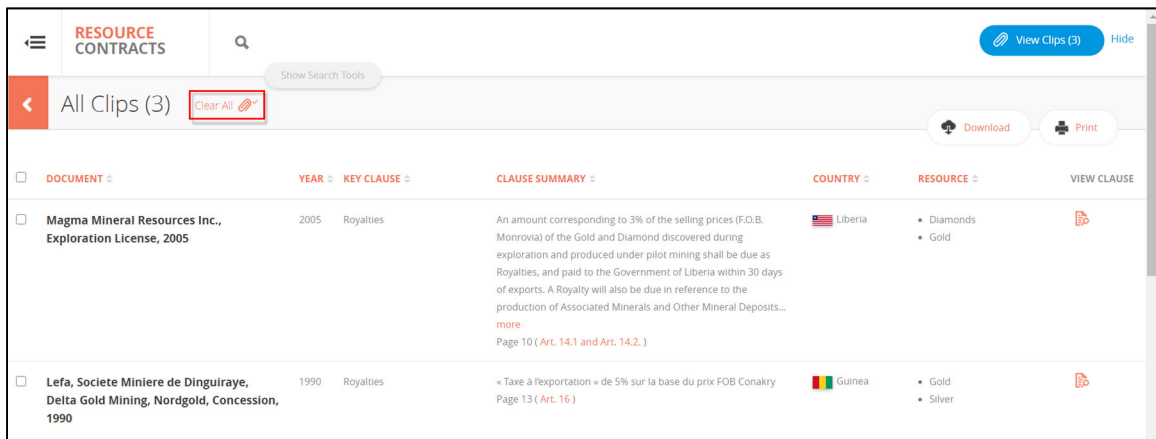 RESOURCE
CONTRACTS
View Clips (3)
Hide
Show Search Tools
All Clips (3)
Clear All
Download
Print
DOCUMENT
YEAR
KEY CLAUSE
CLAUSE SUMMARY
COUNTRY
RESOURCE
VIEW CLAUSE
Magma Mineral Resources Inc.,
Exploration License, 2005
2005
Royalties
An amount corresponding to 3% of the selling prices (F.O.B.
Monrovia) of the Gold and Diamond discovered during
exploration and produced under pilot mining shall be due as
Royalties, and paid to the Government of Liberia within 30 days
of exports. A Royalty will also be due in reference to the
production of Associated Minerals and Other Mineral Deposits...
more
Page 10 ( Art. 14.1 and Art. 14.2. )
Liberia
• Diamonds
• Gold
Lefa, Societe Miniere de Dinguiraye,
Delta Gold Mining, Nordgold, Concession,
1990
1990
Royalties
« Taxe à l'exportation » de 5% sur la base du prix FOB Conakry
Page 13 ( Art. 16 )
Guinea
• Gold
• Silver